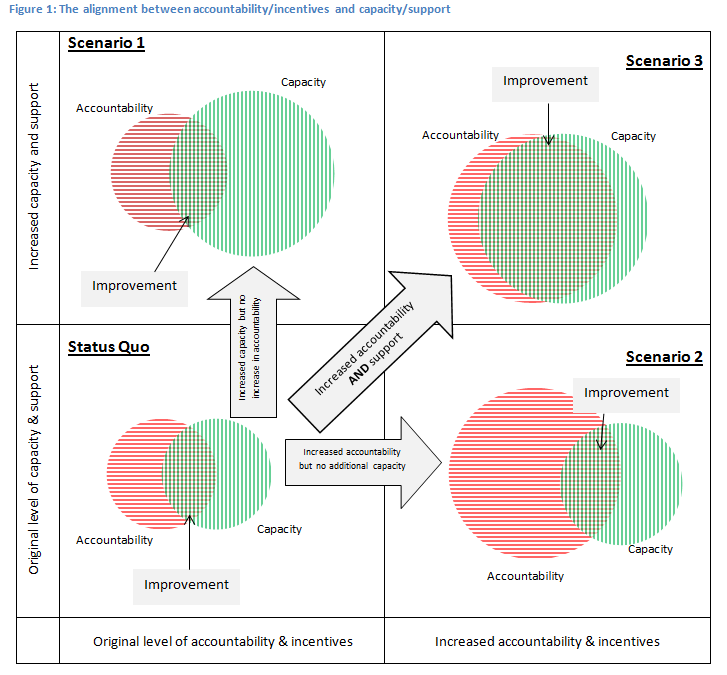 Figure 1: The alignment between accountability/incentives and capacity/support
Increased capacity and support
Scenario 1
Accountability
Capacity
Improvement
Scenario 3
Improvement
Accountability
Capacity
Increased capacity but no
increase in accountability
Increased accountability
AND support
Original level of capacity & support
Status Quo
Accountability
Capacity
Improvement
Increased accountability
but no additional capacity
Scenario 2
Improvement
Capacity
Accountability
Original level of accountability & incentives
Increased accountability & incentives